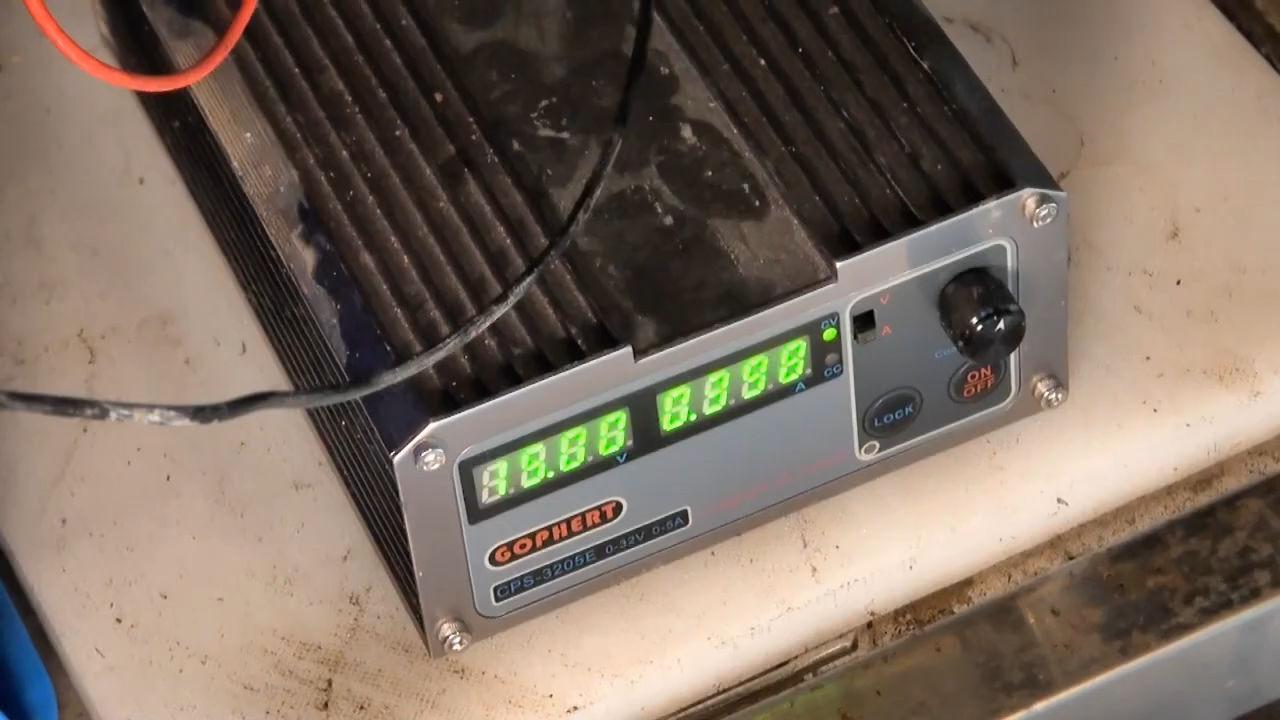 CV
CC
V
A
V
A
LOCK
ON
OFF
GOPHERT
CPS-3205E 0-32V 0-5A